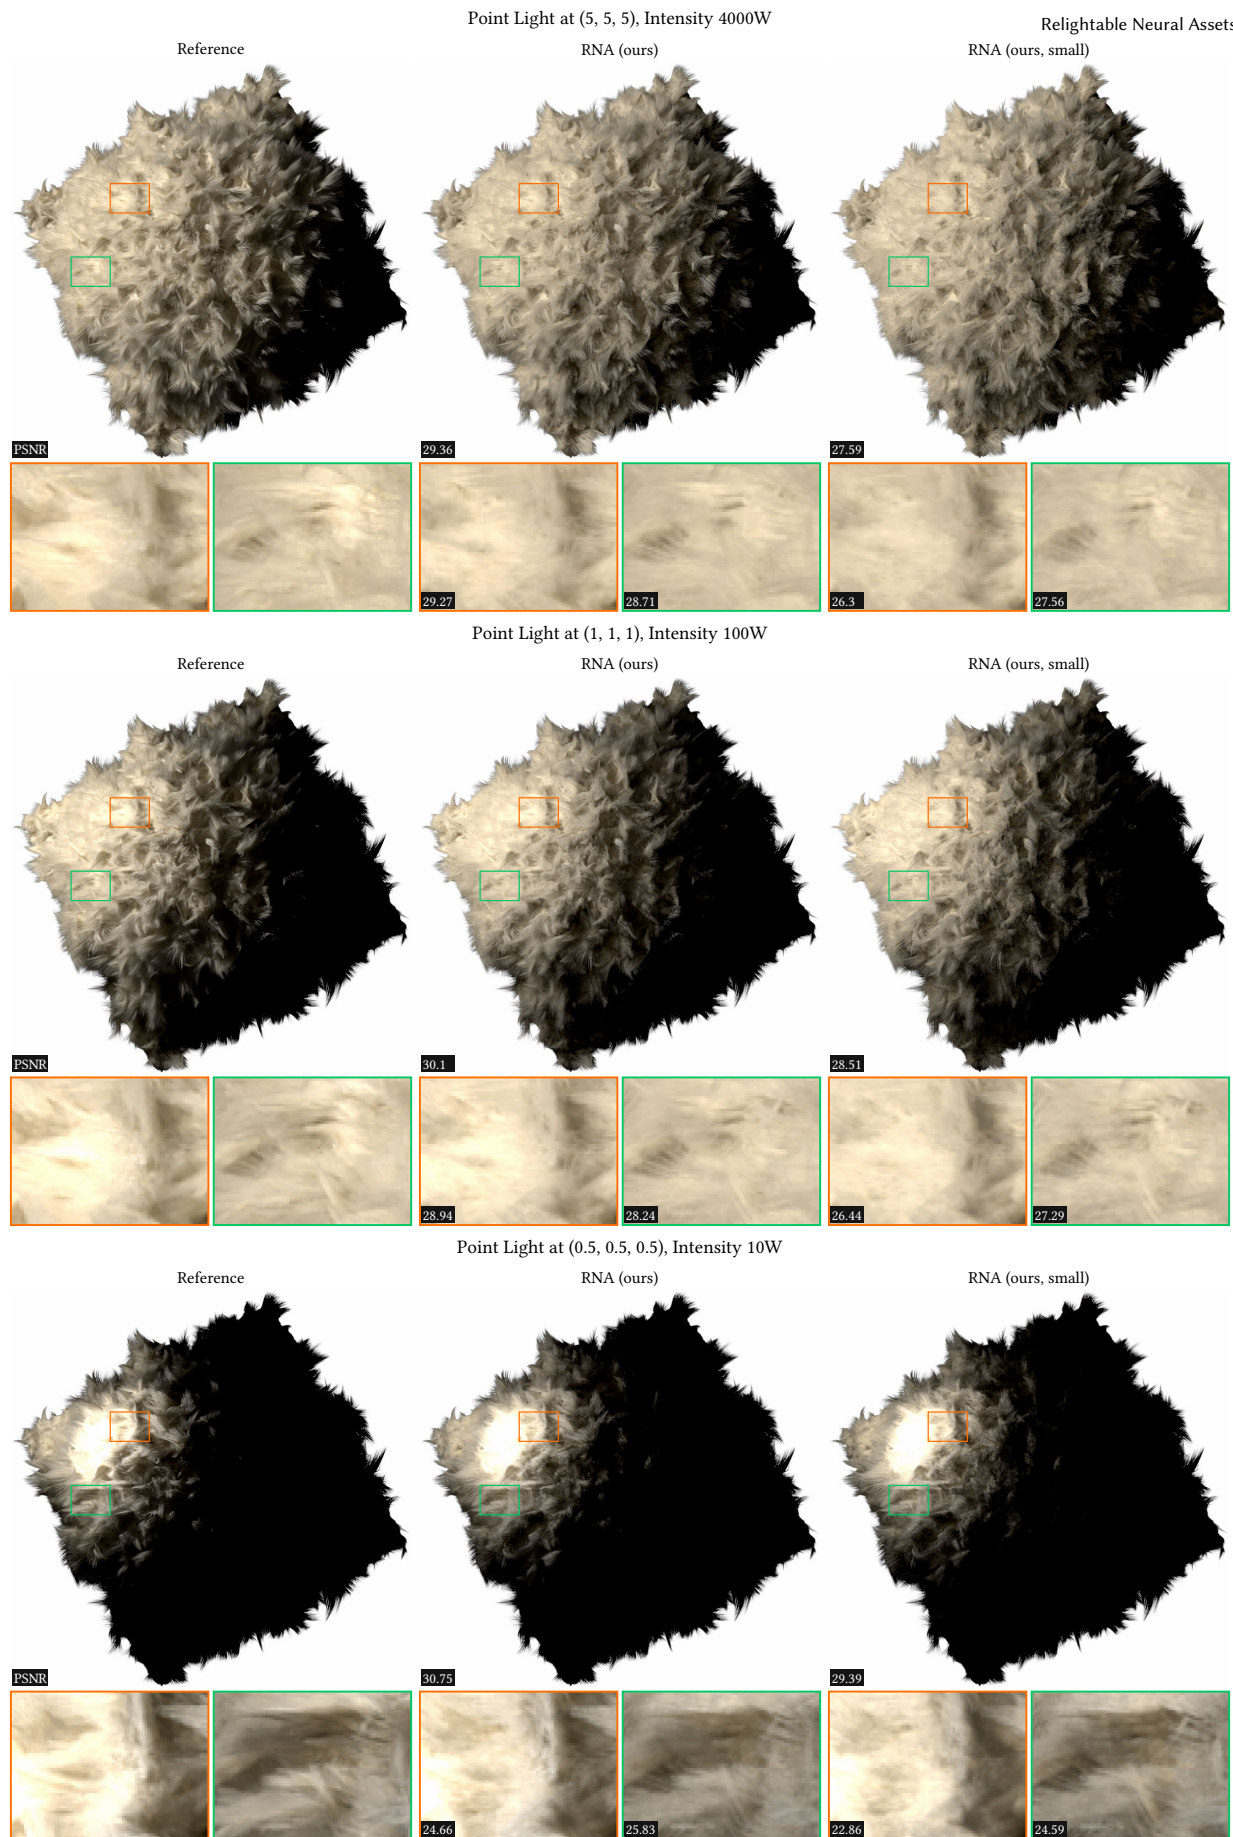 Point Light at (5, 5, 5), Intensity 4000W
Relightable Neural Assets
Reference
RNA (ours)
RNA (ours, small)
PSNR
29.36
27.59
29.27
28.71
26.3
27.56
Point Light at (1, 1, 1), Intensity 100W
Reference
RNA (ours)
RNA (ours, small)
PSNR
30.1
28.51
28.94
28.24
26.44
27.29
Point Light at (0.5, 0.5, 0.5), Intensity 10W
Reference
RNA (ours)
RNA (ours, small)
PSNR
30.75
29.39
24.66
25.83
22.86
24.59